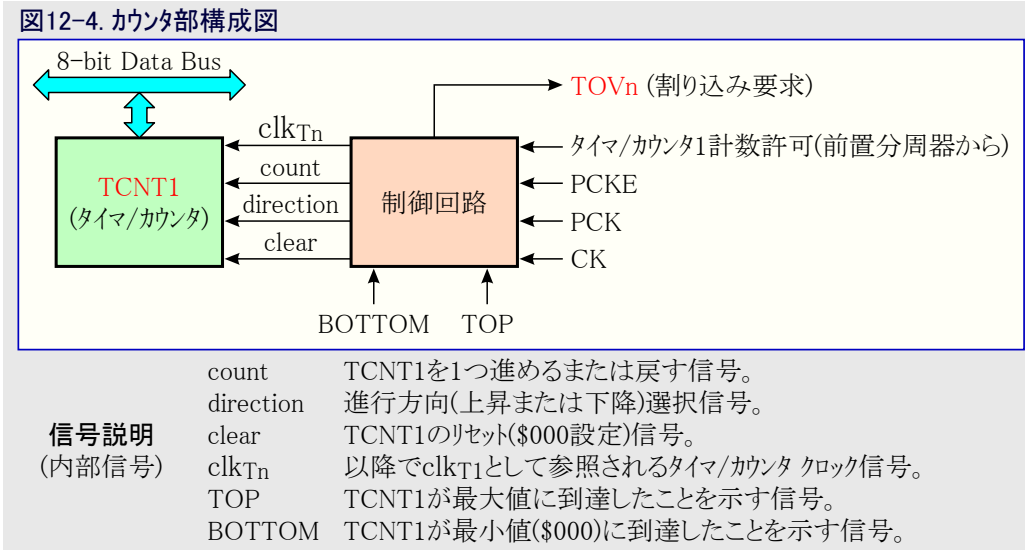 図12-4. カウンタ部構成図
8-bit Data Bus
TOVn (割り込み要求)
clkTn
タイマ/カウンタ1計数許可(前置分周器から)
count
PCKE
TCNT1
(タイマ/カウンタ)
direction
制御回路
PCK
clear
CK
BOTTOM TOP
count TCNT1を1つ進めるまたは戻す信号。
direction 進行方向(上昇または下降)選択信号。
信号説明 clear TCNT1のリセット($000設定)信号。
(内部信号) clkTn 以降でclkT1として参照されるタイマ/カウンタ クロック信号。
TOP TCNT1が最大値に到達したことを示す信号。
BOTTOM TCNT1が最小値($000)に到達したことを示す信号。